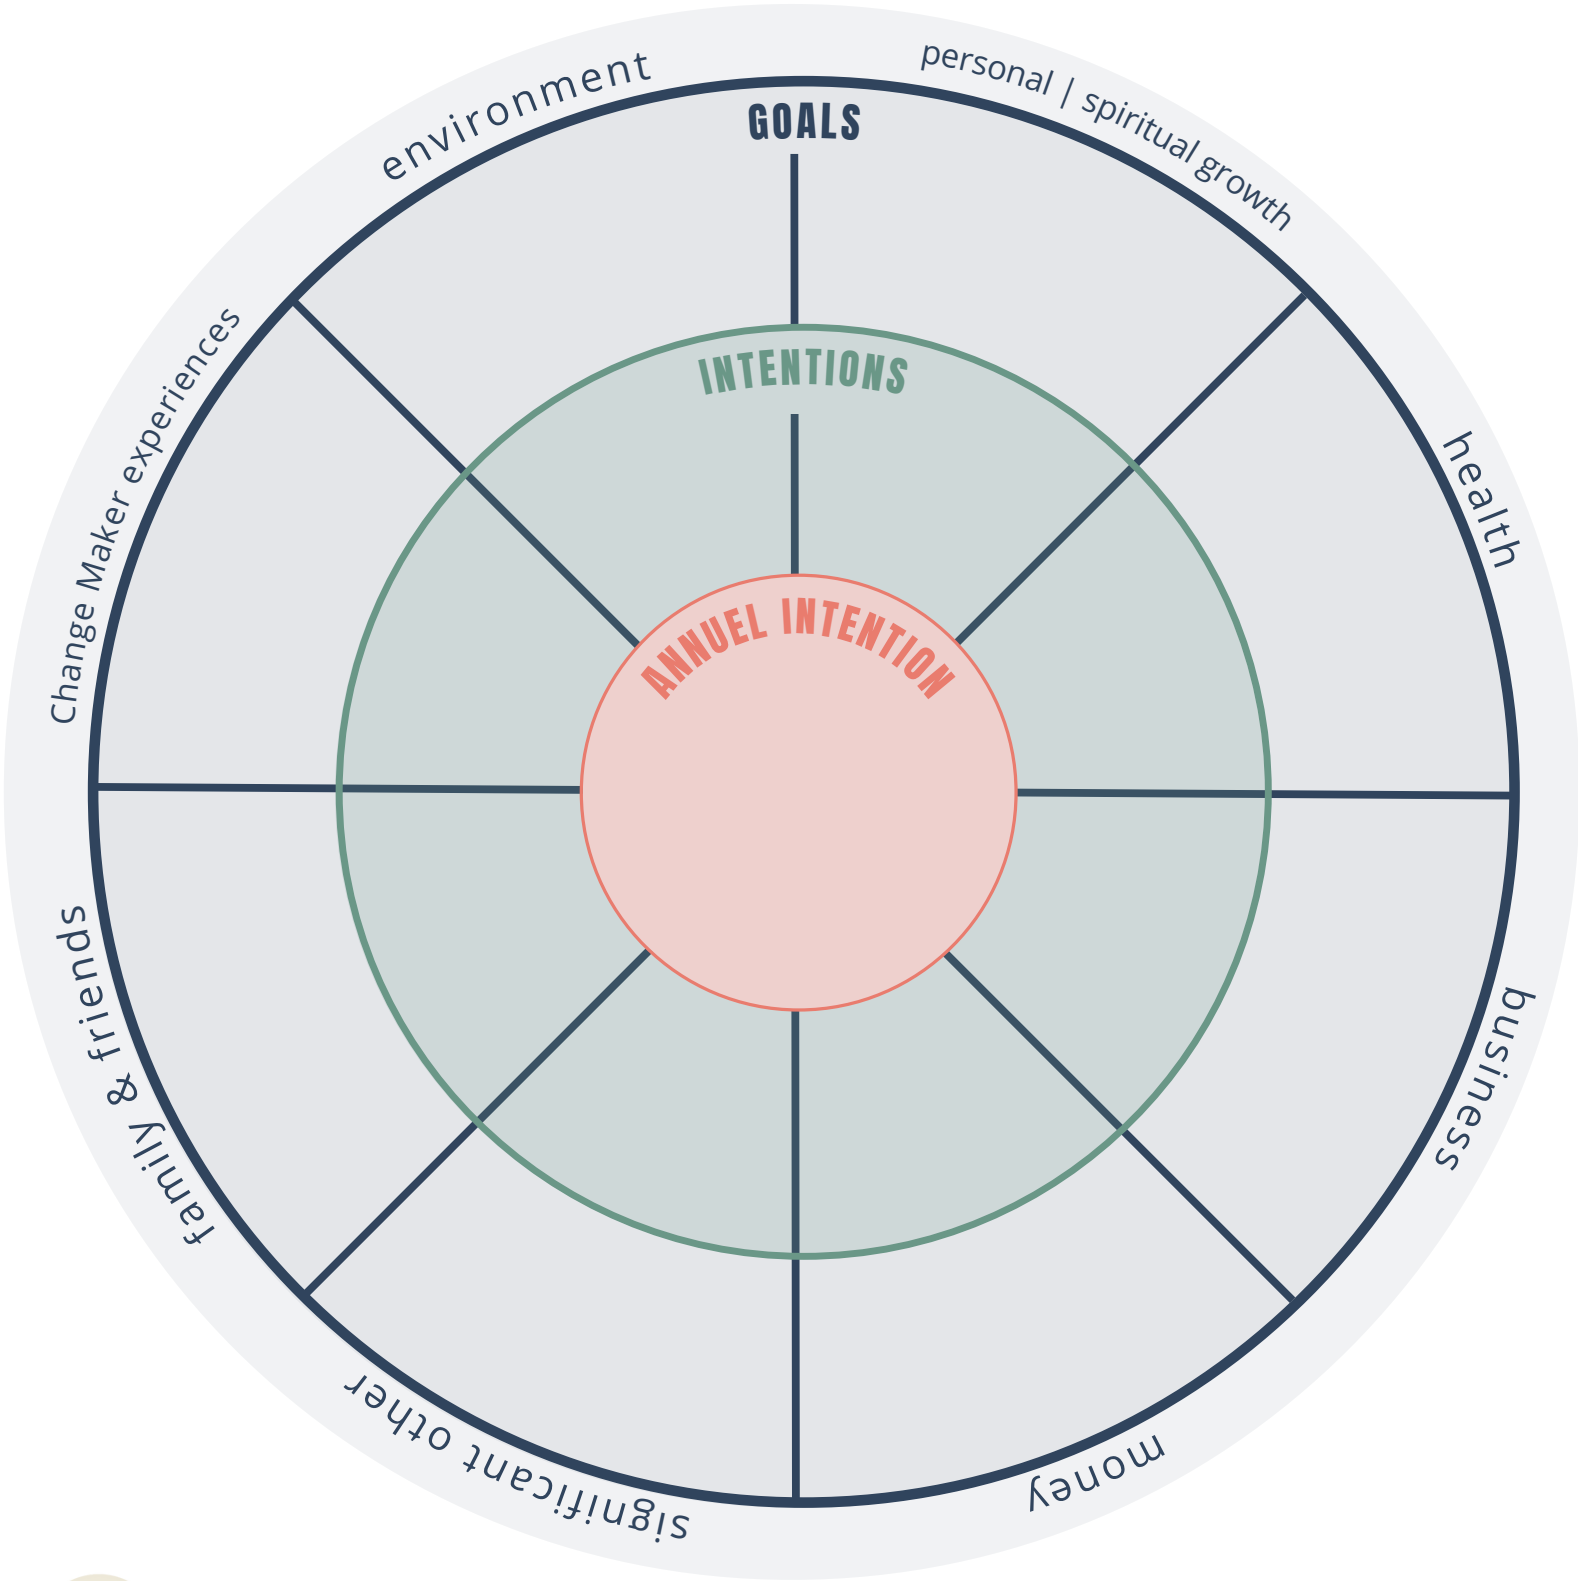 environment
personal | spiritual growth
health
business
money
significant other
family & friends
Change Maker experiences
GOALS
INTENTIONS
ANNUEL INTENTION